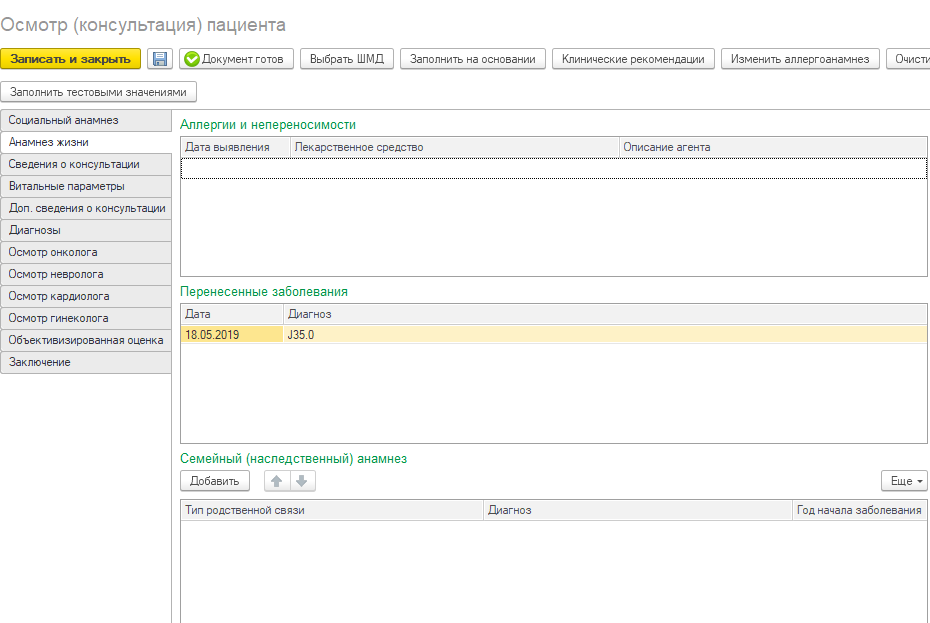 Осмотр (консультация) пациента
Записать и закрыть Документ готов Выбрать ШМД Заполнить на основании Клинические рекомендации Изменить аллергоанамнез Очисти
Заполнить тестовыми значениями
Социальный анамнез
Анамнез жизни
Сведения о консультации
Витальные параметры
Доп. сведения о консультации
Диагнозы
Осмотр онколога
Осмотр невролога
Осмотр кардиолога
Осмотр гинеколога
Объективизированная оценка
Заключение
Аллергии и непереносимости
Дата выявления Лекарственное средство Описание агента
Перенесенные заболевания
Дата Диагноз
18.05.2019 J35.0
Семейный (наследственный) анамнез
Добавить Еще
Тип родственной связи Диагноз Год начала заболевания